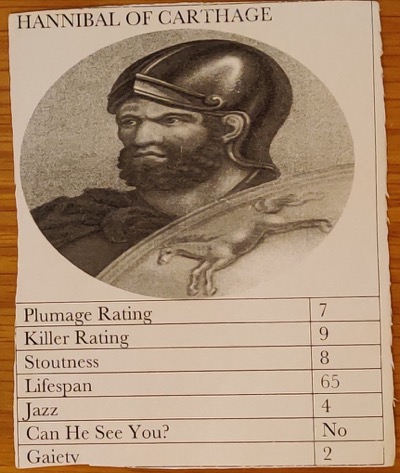 HANNIBAL OF CARTHAGE
Plumage Rating 7
Killer Rating 9
Stoutness 8
Lifespan 65
Jazz 4
Can He See You? No
Gaiety 2